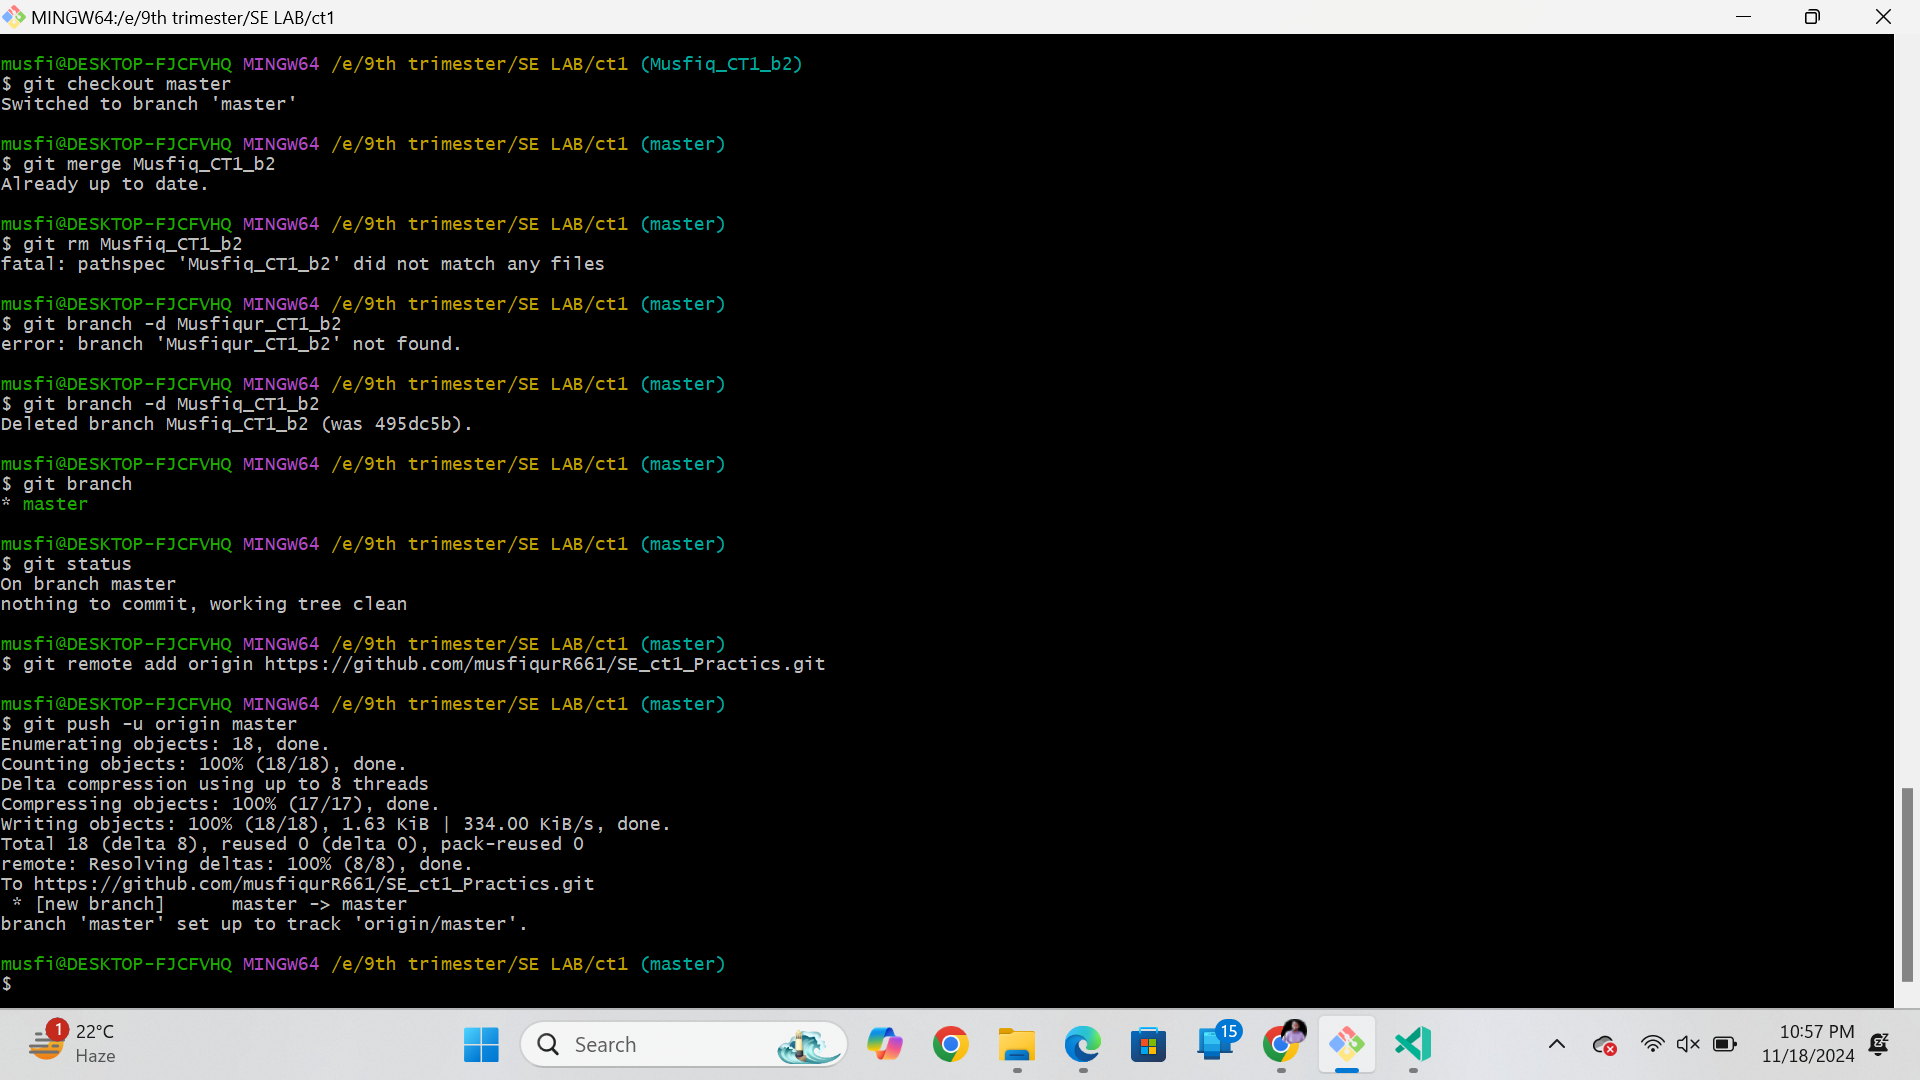 MINGW64:/e/9th trimester/SE LAB/ct1
musfi@DESKTOP-FJCFVHQ MINGW64 /e/9th trimester/SE LAB/ct1 (Musfiq_CT1_b2)
$ git checkout master
Switched to branch 'master'
musfi@DESKTOP-FJCFVHQ MINGW64 /e/9th trimester/SE LAB/ct1 (master)
$ git merge Musfiq_CT1_b2
Already up to date.
musfi@DESKTOP-FJCFVHQ MINGW64 /e/9th trimester/SE LAB/ct1 (master)
$ git rm Musfiq_CT1_b2
fatal: pathspec 'Musfiq_CT1_b2' did not match any files
musfi@DESKTOP-FJCFVHQ MINGW64 /e/9th trimester/SE LAB/ct1 (master)
$ git branch -d Musfiqur_CT1_b2
error: branch 'Musfiqur_CT1_b2' not found.
musfi@DESKTOP-FJCFVHQ MINGW64 /e/9th trimester/SE LAB/ct1 (master)
$ git branch -d Musfiq_CT1_b2
Deleted branch Musfiq_CT1_b2 (was 495dc5b).
musfi@DESKTOP-FJCFVHQ MINGW64 /e/9th trimester/SE LAB/ct1 (master)
$ git branch
* master
musfi@DESKTOP-FJCFVHQ MINGW64 /e/9th trimester/SE LAB/ct1 (master)
$ git status
On branch master
nothing to commit, working tree clean
musfi@DESKTOP-FJCFVHQ MINGW64 /e/9th trimester/SE LAB/ct1 (master)
$ git remote add origin https://github.com/musfiqurR661/SE_ct1_Practics.git
musfi@DESKTOP-FJCFVHQ MINGW64 /e/9th trimester/SE LAB/ct1 (master)
$ git push -u origin master
Enumerating objects: 18, done.
Counting objects: 100% (18/18), done.
Delta compression using up to 8 threads
Compressing objects: 100% (17/17), done.
Writing objects: 100% (18/18), 1.63 KiB | 334.00 KiB/s, done.
Total 18 (delta 8), reused 0 (delta 0), pack-reused 0
remote: Resolving deltas: 100% (8/8), done.
To https://github.com/musfiqurR661/SE_ct1_Practics.git
* [new branch]      master -> master
branch 'master' set up to track 'origin/master'.
musfi@DESKTOP-FJCFVHQ MINGW64 /e/9th trimester/SE LAB/ct1 (master)
$
1
22°C
Haze
Search
15
10:57 PM
11/18/2024